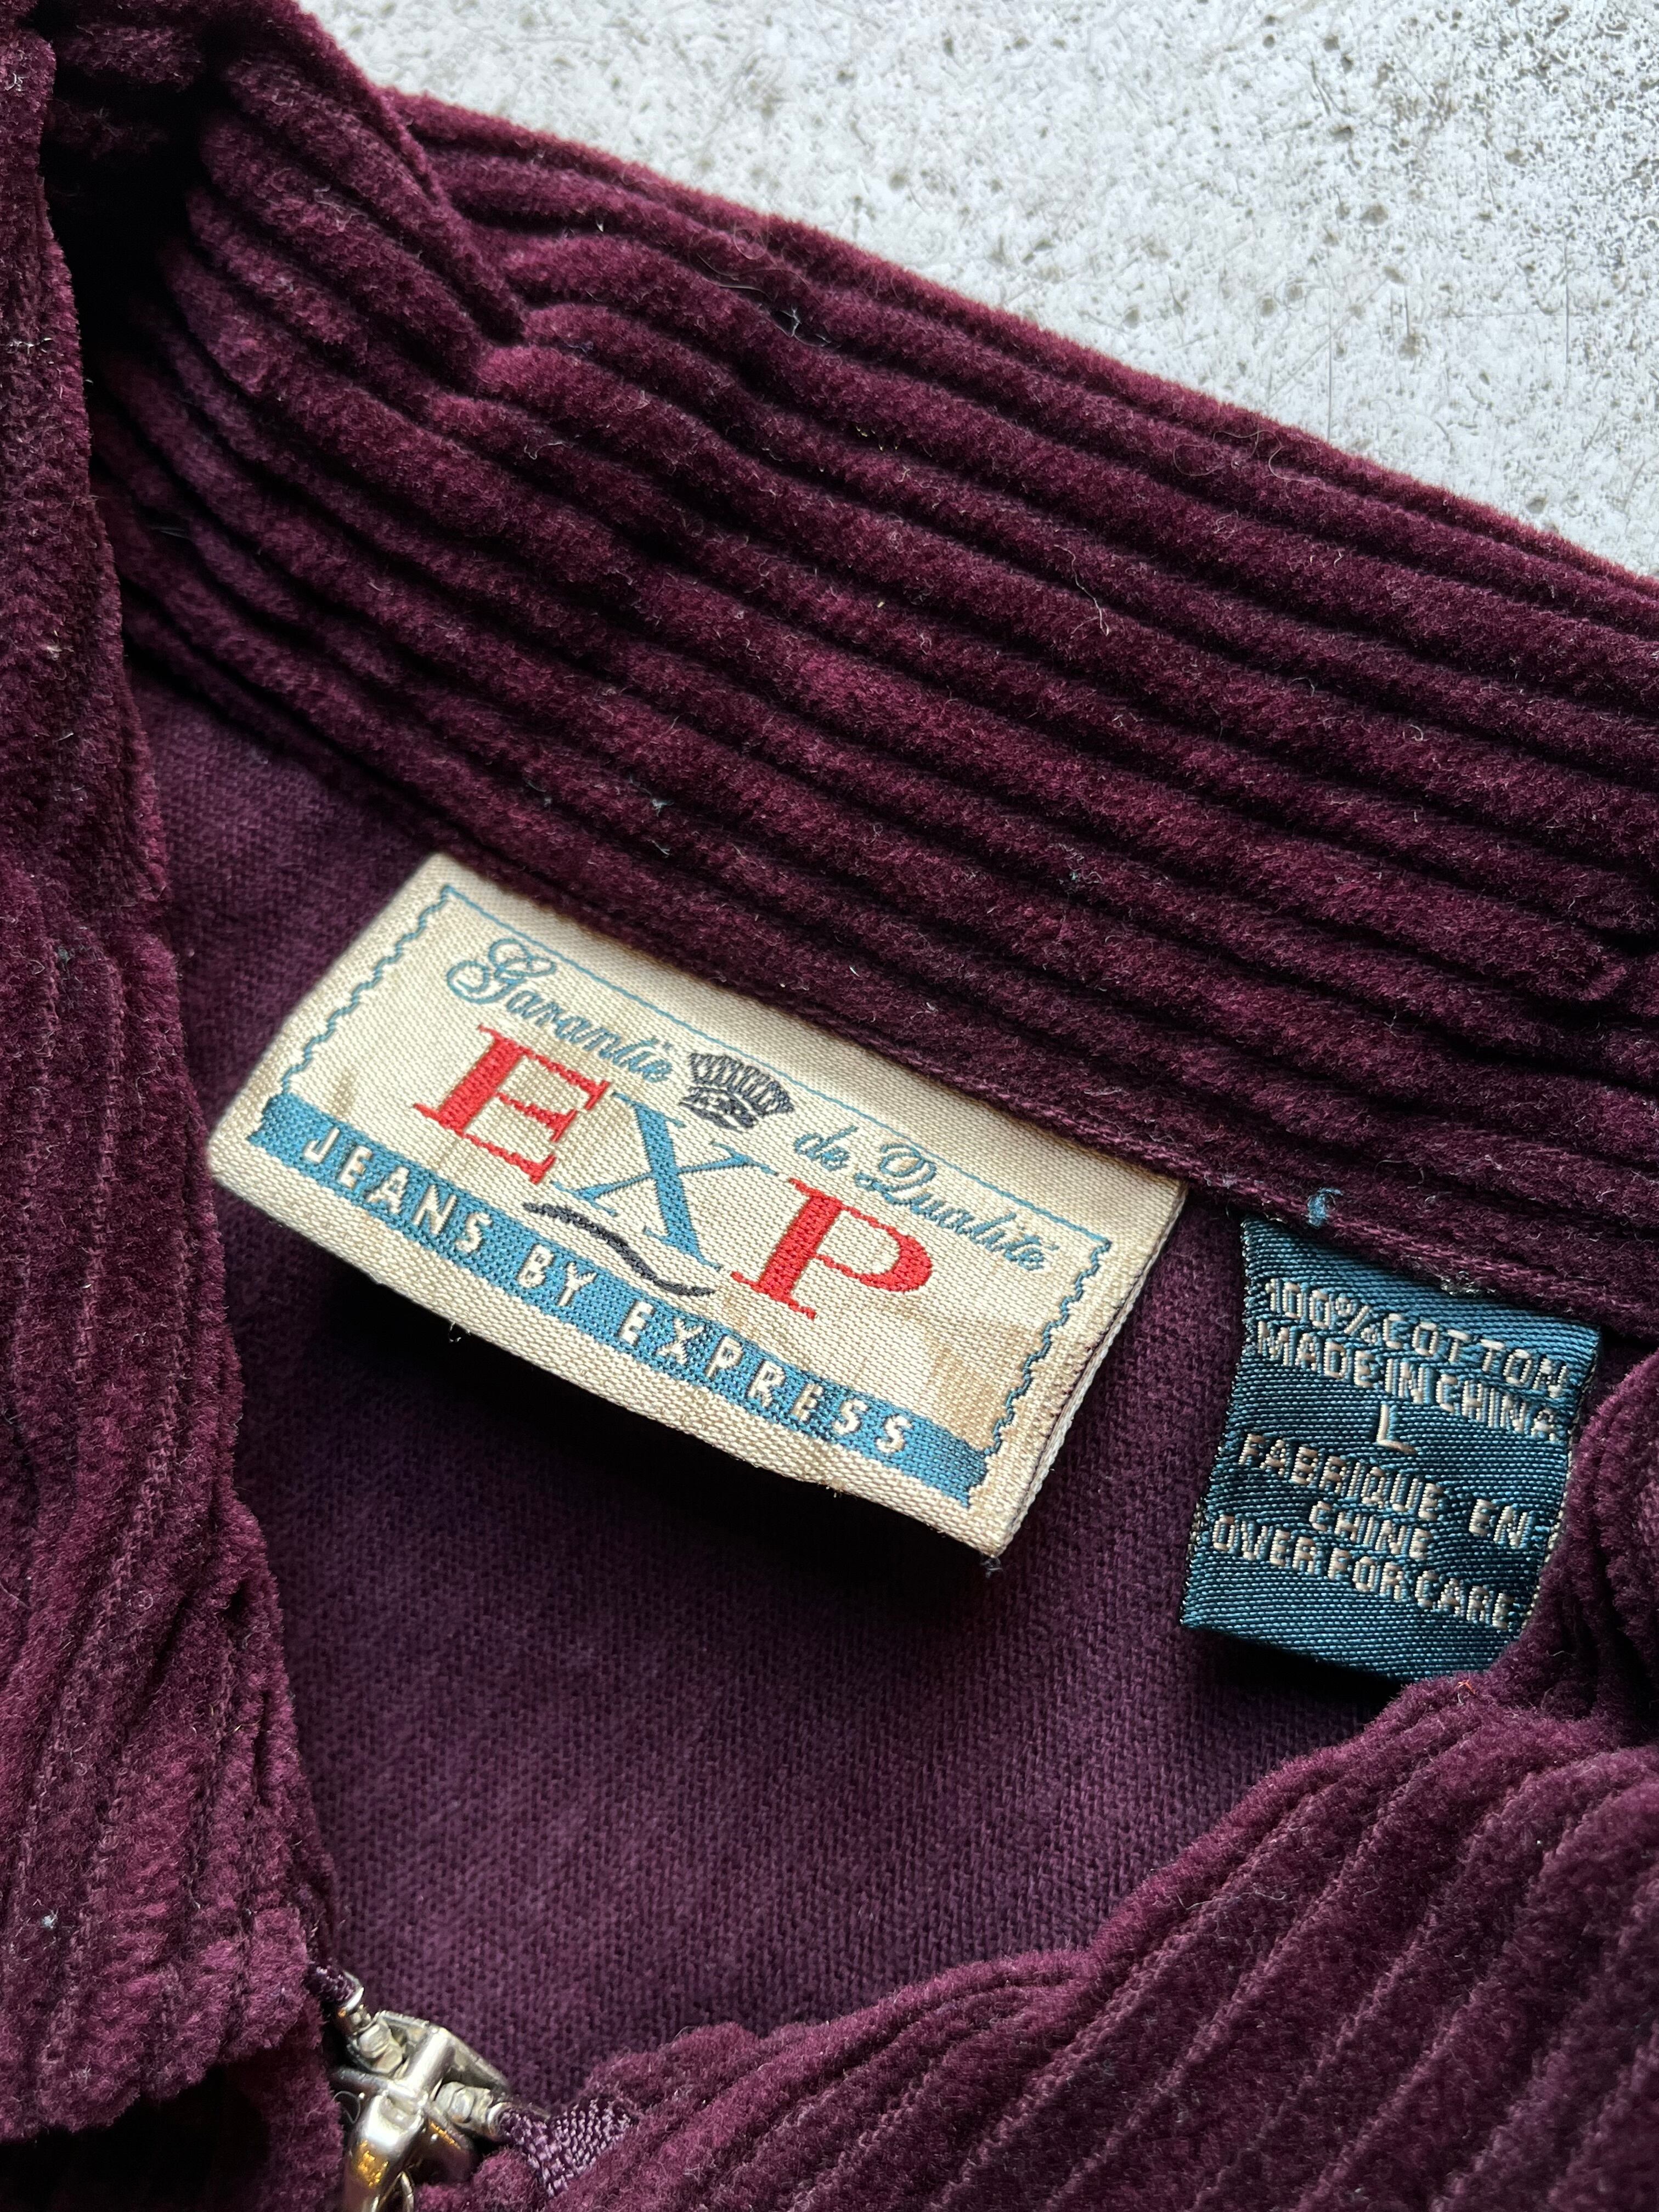 Garantie de Qualité
EXP
JEANS BY EXPRESS
100% COTTON
MADE IN CHINA
L
FABRIQUE EN
CHINE
OVER FOR CARE